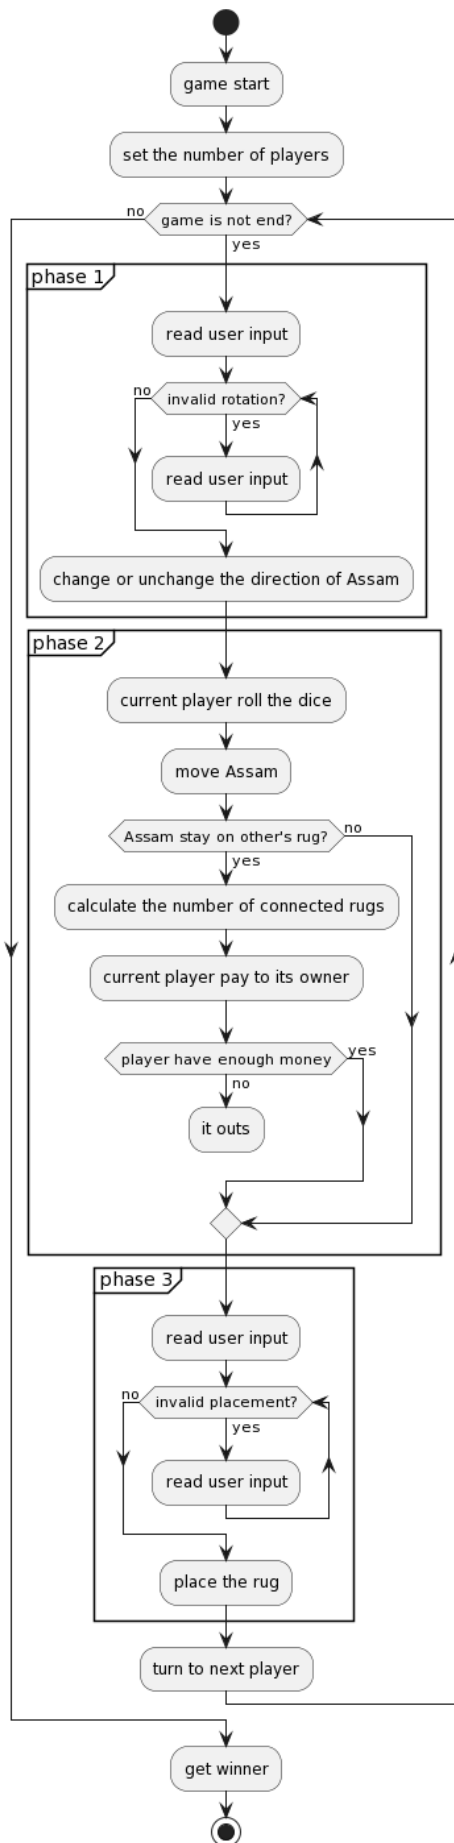 game start
set the number of players
no
game is not end?
yes
phase 1
read user input
no
invalid rotation?
yes
read user input
change or unchange the direction of Assam
phase 2
current player roll the dice
move Assam
Assam stay on other's rug?
no
yes
calculate the number of connected rugs
current player pay to its owner
player have enough money
yes
no
it outs
phase 3
read user input
no
invalid placement?
yes
read user input
place the rug
turn to next player
get winner